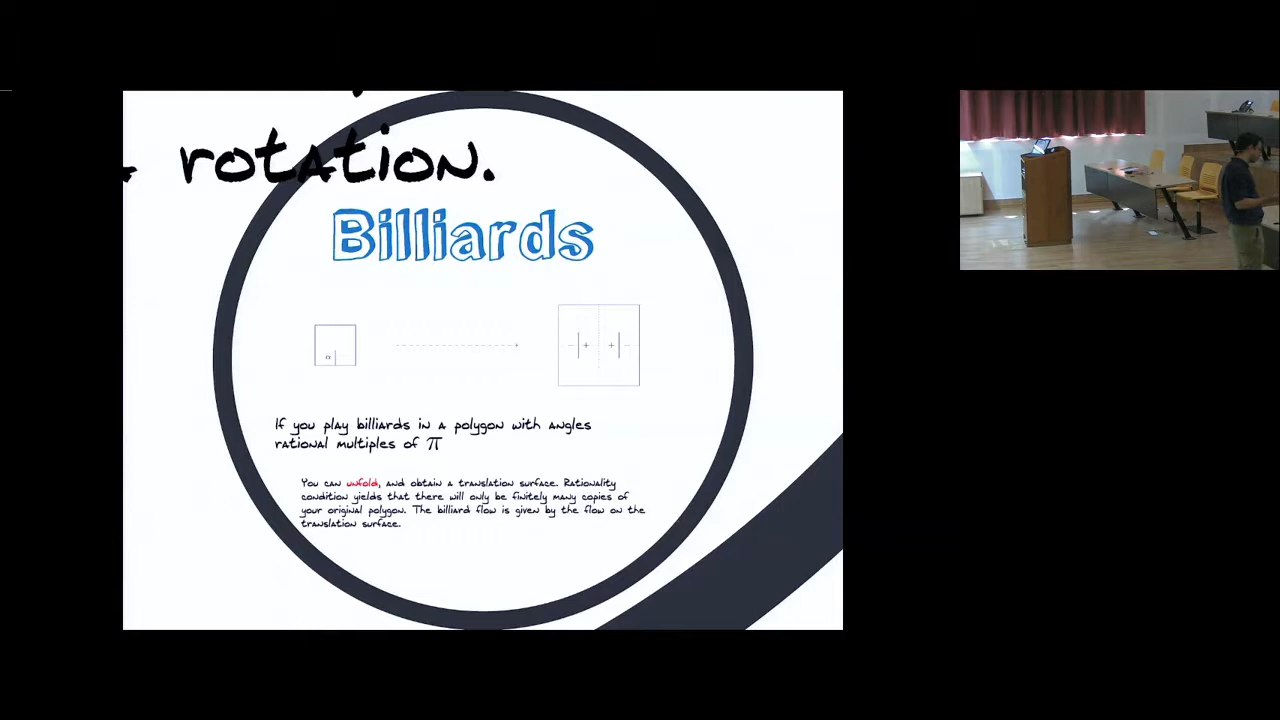 rotation.
Billiards
α
- + + -
If you play billiards in a polygon with angles
rational multiples of π
You can unfold, and obtain a translation surface. Rationality
condition yields that there will only be finitely many copies of
your original polygon. The billiard flow is given by the flow on the
translation surface.